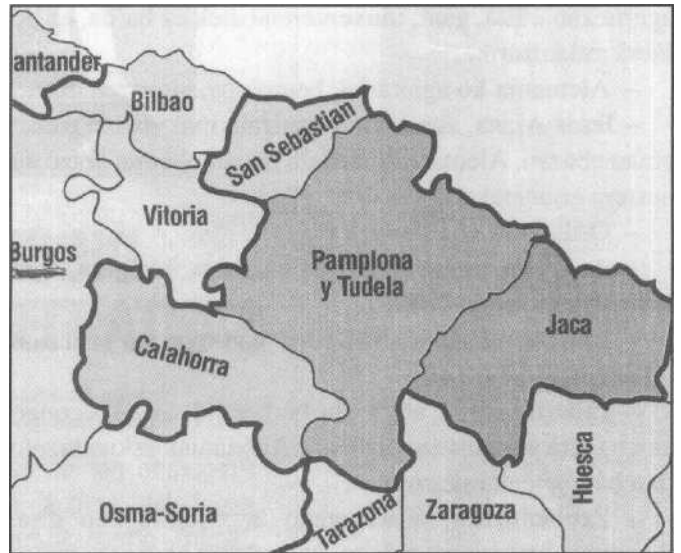 antander
Bilbao
San Sebastian
Vitoria
Burgos
Pamplona
y Tudela
Jaca
Calahorra
Huesca
Osma-Soria
Tarazona
Zaragoza